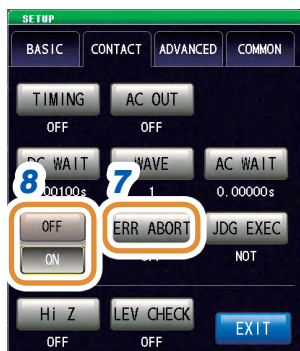 SETUP
BASIC CONTACT ADVANCED COMMON
TIMING AC OUT
OFF OFF
DC WAIT WAVE AC WAIT
8 7
00100s 1 0.00000s
OFF ERR ABORT JDG EXEC
ON NOT
Hi Z LEV CHECK EXIT
OFF OFF